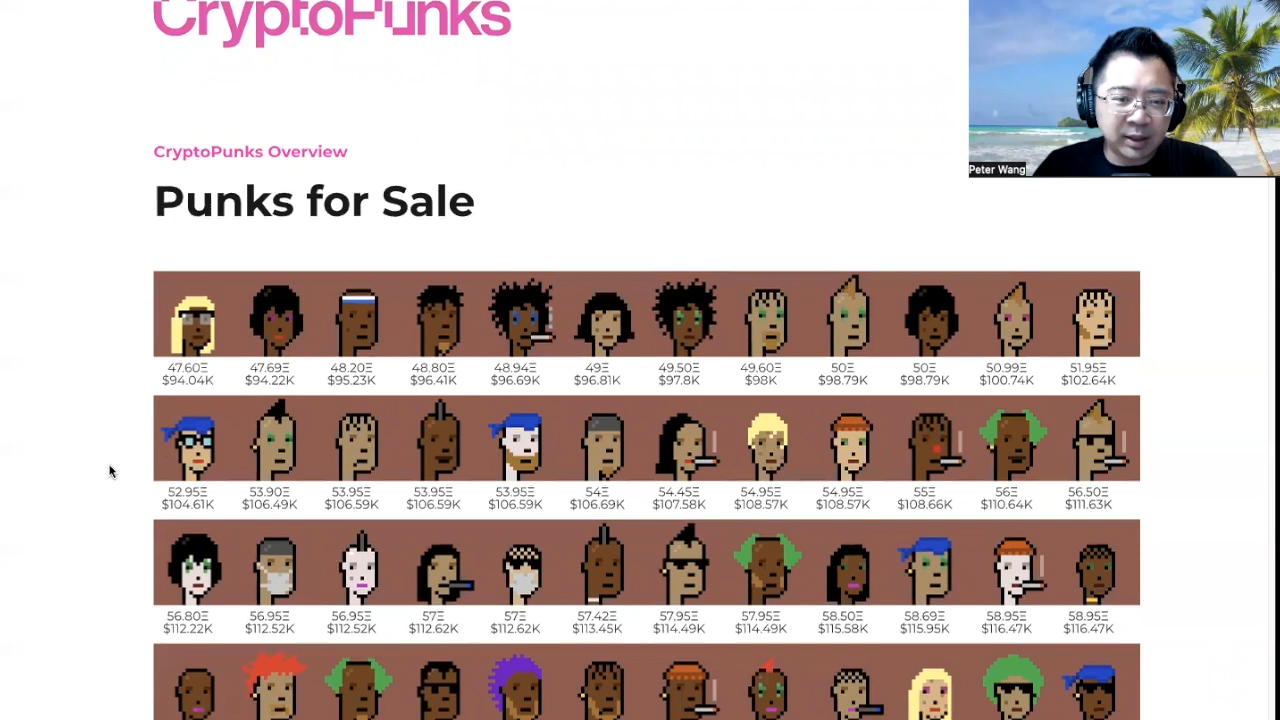 CryptoPunks
Peter Wang
CryptoPunks Overview
Punks for Sale
47.60Ξ 47.69Ξ 48.20Ξ 48.80Ξ 48.94Ξ 49Ξ 49.50Ξ 49.60Ξ 50Ξ 50Ξ 50.99Ξ 51.95Ξ
$94.04K $94.22K $95.23K $96.41K $96.69K $96.81K $97.8K $98K $98.79K $98.79K $100.74K $102.64K
52.95Ξ 53.90Ξ 53.95Ξ 53.95Ξ 53.95Ξ 54Ξ 54.45Ξ 54.95Ξ 54.95Ξ 55Ξ 56Ξ 56.50Ξ
$104.61K $106.49K $106.59K $106.59K $106.59K $106.69K $107.58K $108.57K $108.57K $108.66K $110.64K $111.63K
56.80Ξ 56.95Ξ 56.95Ξ 57Ξ 57Ξ 57.42Ξ 57.95Ξ 57.95Ξ 58.50Ξ 58.69Ξ 58.95Ξ 58.95Ξ
$112.22K $112.52K $112.52K $112.62K $112.62K $113.45K $114.49K $114.49K $115.58K $115.95K $116.47K $116.47K